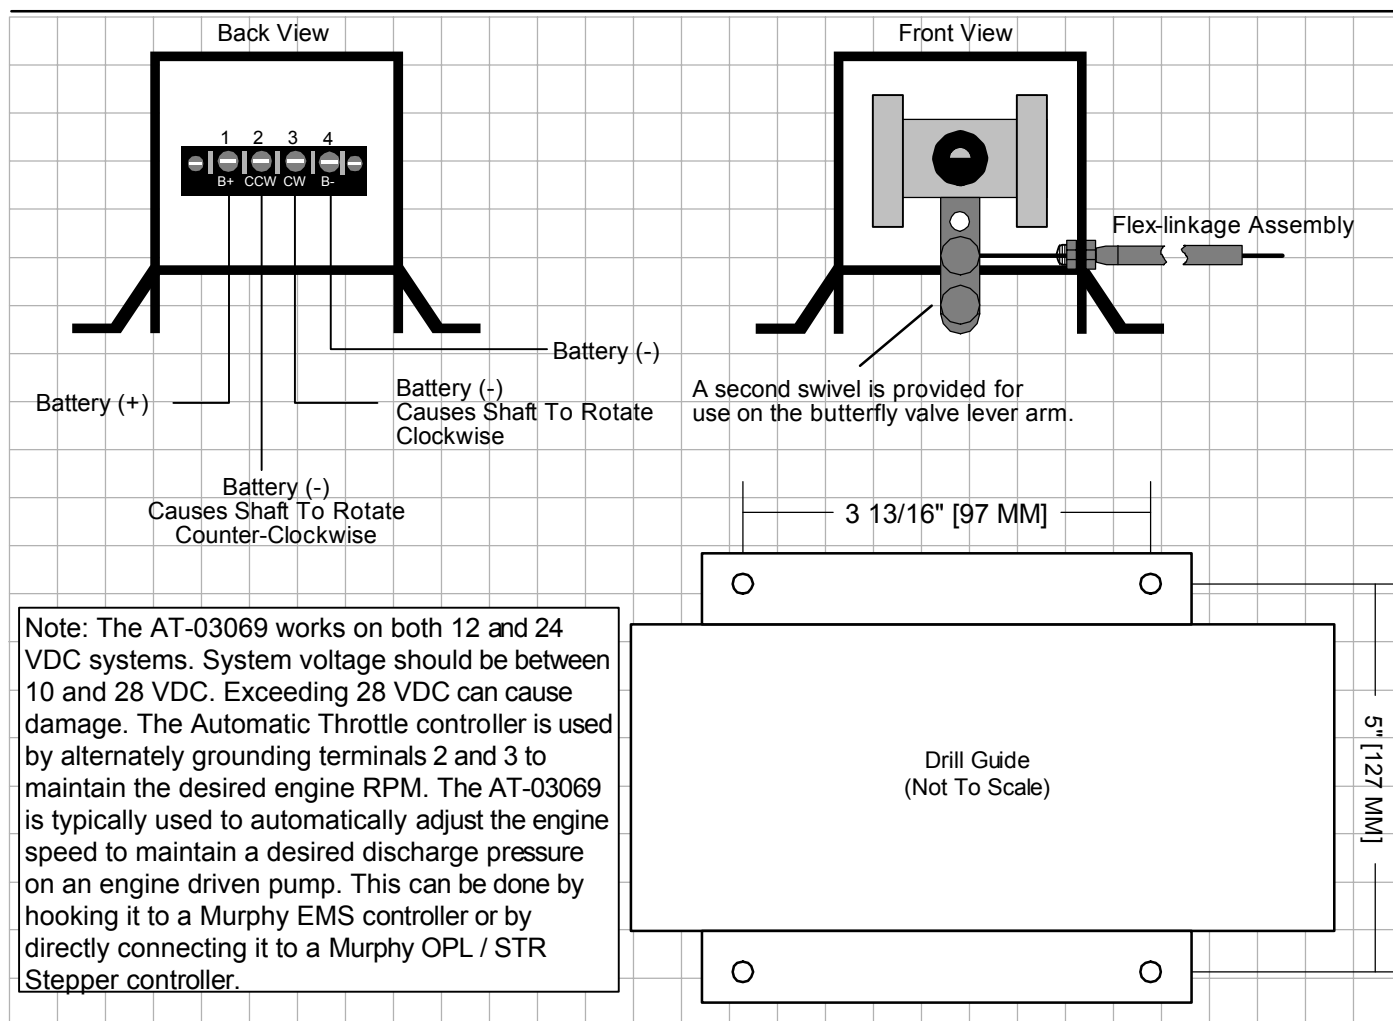 Back View
1 2 3 4
B+ CCW CW B-
Battery (-)
Battery (+)
Battery (-)
Causes Shaft To Rotate
Clockwise
Battery (-)
Causes Shaft To Rotate
Counter-Clockwise
Front View
Flex-linkage Assembly
A second swivel is provided for
use on the butterfly valve lever arm.
3 13/16" [97 MM]
5" [127 MM]
Drill Guide
(Not To Scale)
Note: The AT-03069 works on both 12 and 24
VDC systems. System voltage should be between
10 and 28 VDC. Exceeding 28 VDC can cause
damage. The Automatic Throttle controller is used
by alternately grounding terminals 2 and 3 to
maintain the desired engine RPM. The AT-03069
is typically used to automatically adjust the engine
speed to maintain a desired discharge pressure
on an engine driven pump. This can be done by
hooking it to a Murphy EMS controller or by
directly connecting it to a Murphy OPL / STR
Stepper controller.